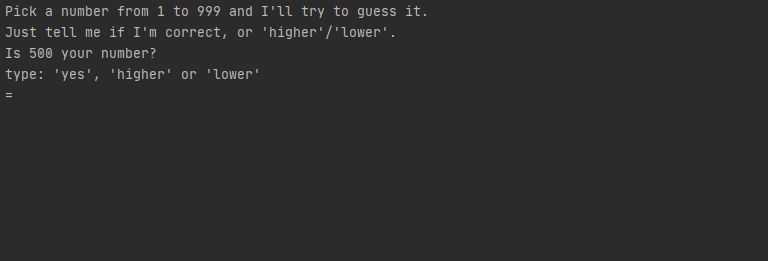 Pick a number from 1 to 999 and I'll try to guess it.
Just tell me if I'm correct, or 'higher'/'lower'.
Is 500 your number?
type: 'yes', 'higher' or 'lower'
=